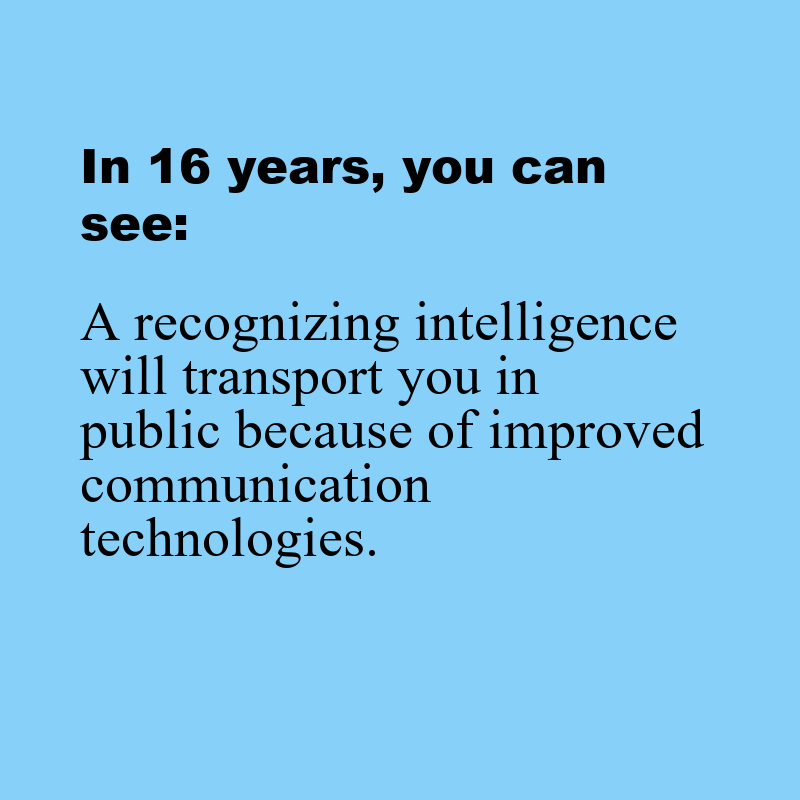 In 16 years, you can
see:
A recognizing intelligence
will transport you in
public because of improved
communication
technologies.